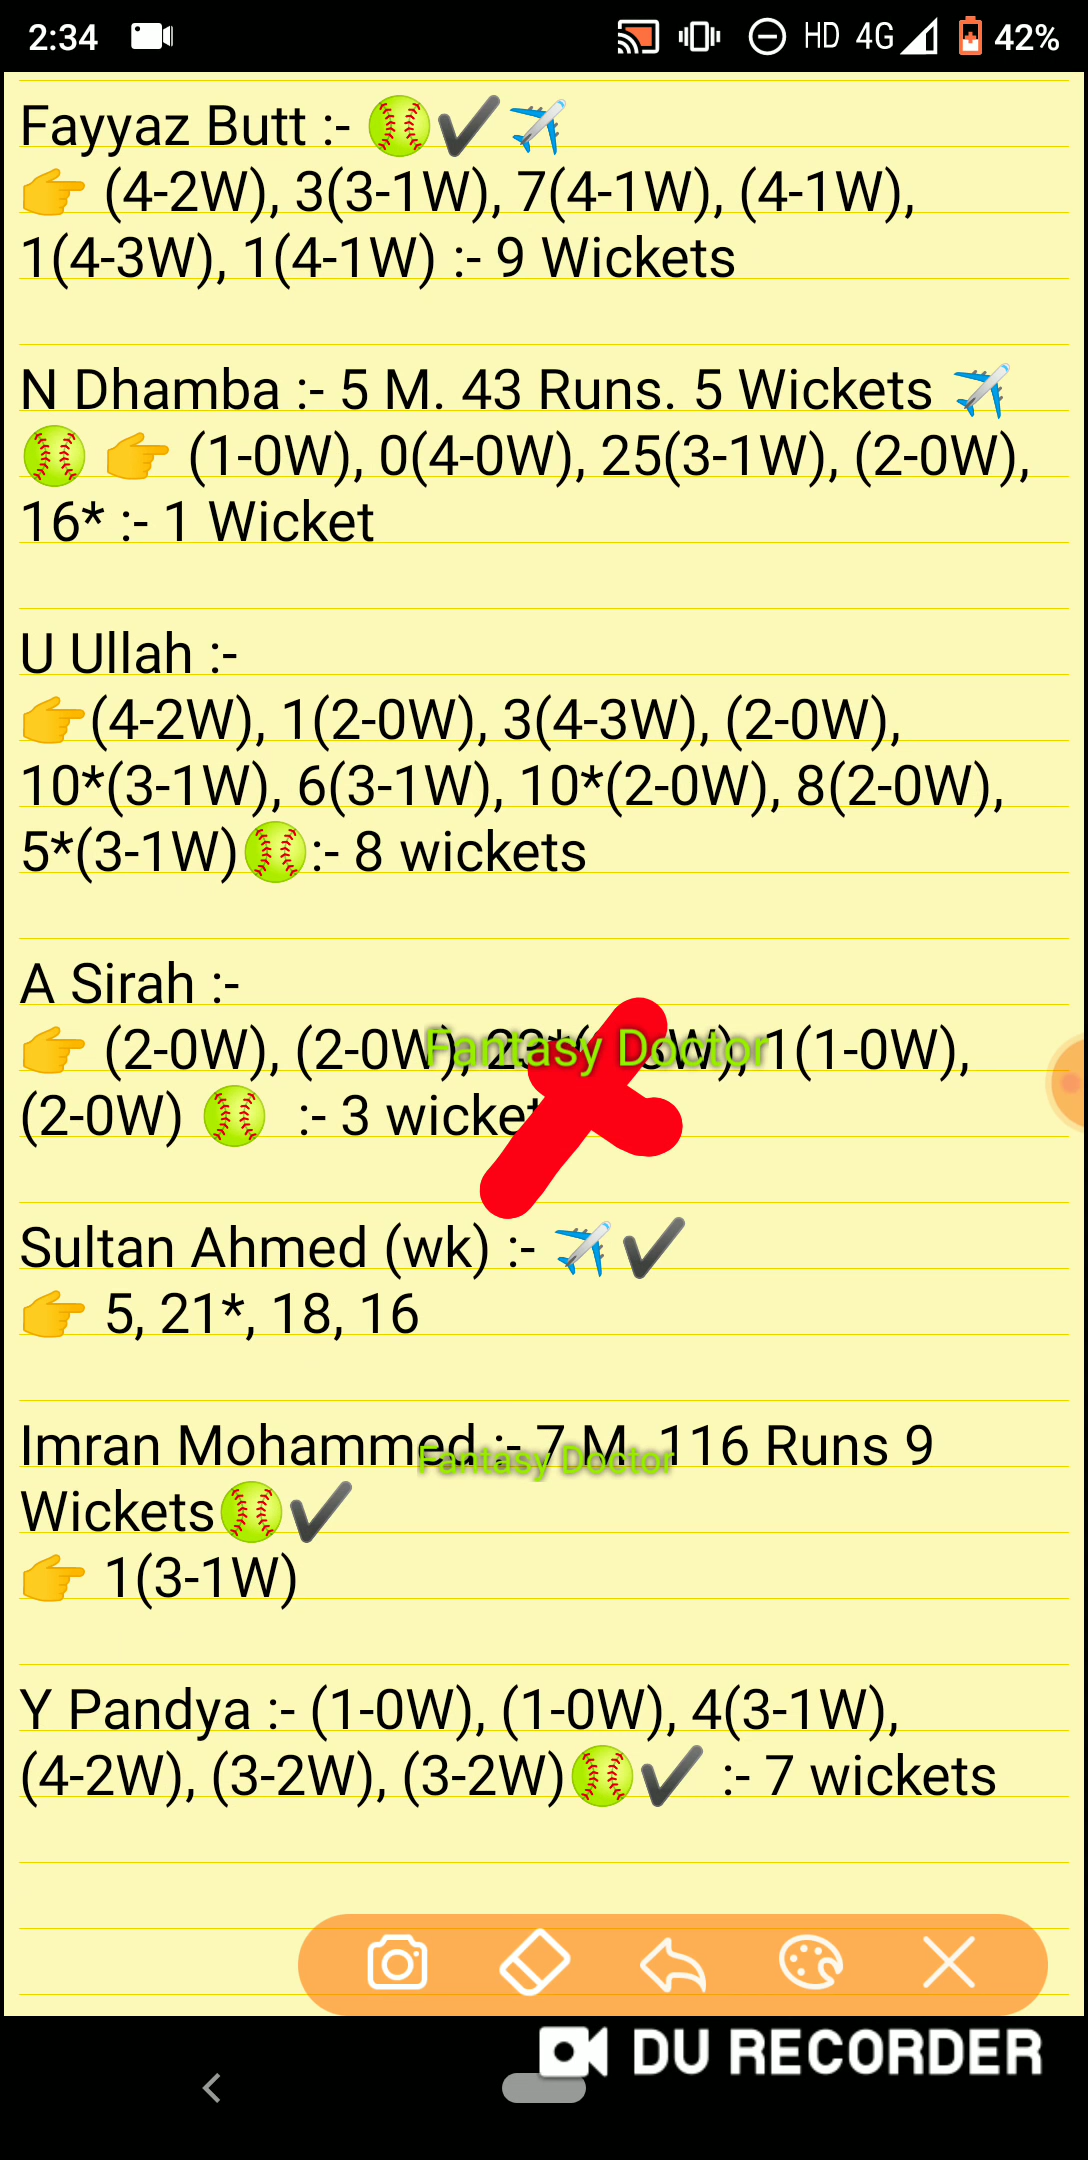 2:34 HD 4G 42%
Fayyaz Butt :- 🥎✔️✈️
👉 (4-2W), 3(3-1W), 7(4-1W), (4-1W),
1(4-3W), 1(4-1W) :- 9 Wickets
N Dhamba :- 5 M. 43 Runs. 5 Wickets ✈️
🥎 👉 (1-0W), 0(4-0W), 25(3-1W), (2-0W),
16* :- 1 Wicket
U Ullah :-
👉(4-2W), 1(2-0W), 3(4-3W), (2-0W),
10*(3-1W), 6(3-1W), 10*(2-0W), 8(2-0W),
5*(3-1W)🥎:- 8 wickets
A Sirah :-
👉 (2-0W), (2-0W), 1(1-0W),
Fantasy Doctor
(2-0W) 🥎 :- 3
Sultan Ahmed (wk) :- ✈️✔️
👉 5, 21*, 18, 16
Imran Mohammed :- 7 M. 116 Runs 9
Fantasy Doctor
Wickets🥎✔️
👉 1(3-1W)
Y Pandya :- (1-0W), (1-0W), 4(3-1W),
(4-2W), (3-2W), (3-2W)🥎✔️ :- 7 wickets
DU RECORDER